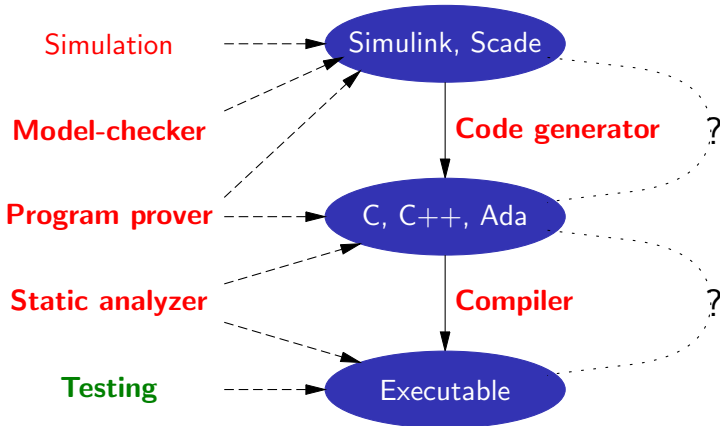 Simulation
Simulink, Scade
Model-checker
Code generator
?
Program prover
C, C++, Ada
Static analyzer
Compiler
?
Testing
Executable